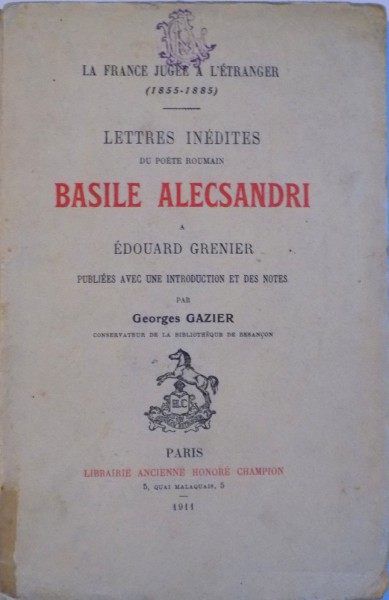 LA FRANCE JUGÉE A L'ÉTRANGER
(1855-1885)
LETTRES INÉDITES
DU POÈTE ROUMAIN
BASILE ALECSANDRI
A
ÉDOUARD GRENIER
PUBLIÉES AVEC UNE INTRODUCTION ET DES NOTES
PAR
Georges GAZIER
CONSERVATEUR DE LA BIBLIOTHÈQUE DE BESANÇON
PARIS
LIBRAIRIE ANCIENNE HONORÉ CHAMPION
5, QUAI MALAQUAIS, 5
1911